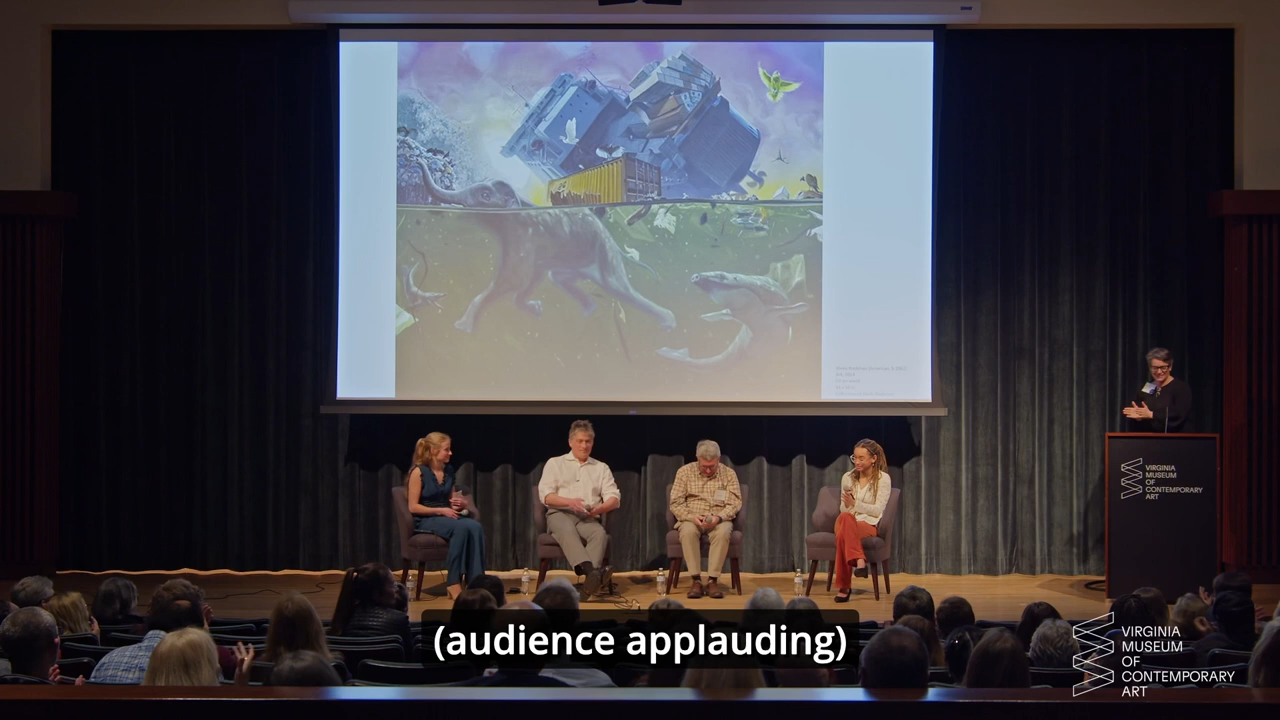 VIRGINIA
MUSEUM
OF
CONTEMPORARY
ART
(audience applauding)
VIRGINIA
MUSEUM
OF
CONTEMPORARY
ART